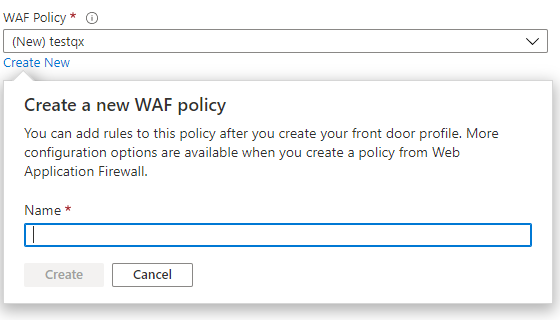 WAF Policy *
(New) testqx
Create New
Create a new WAF policy
You can add rules to this policy after you create your front door profile. More
configuration options are available when you create a policy from Web
Application Firewall.
Name *
Create Cancel